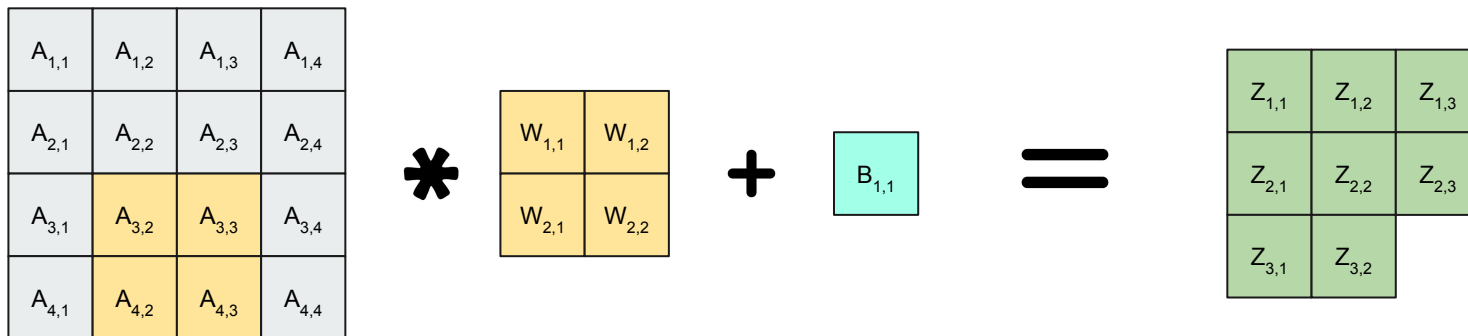 A1,1 A1,2 A1,3 A1,4
A2,1 A2,2 A2,3 A2,4
A3,1 A3,2 A3,3 A3,4
A4,1 A4,2 A4,3 A4,4
*
W1,1 W1,2
W2,1 W2,2
+
B1,1
=
Z1,1 Z1,2 Z1,3
Z2,1 Z2,2 Z2,3
Z3,1 Z3,2